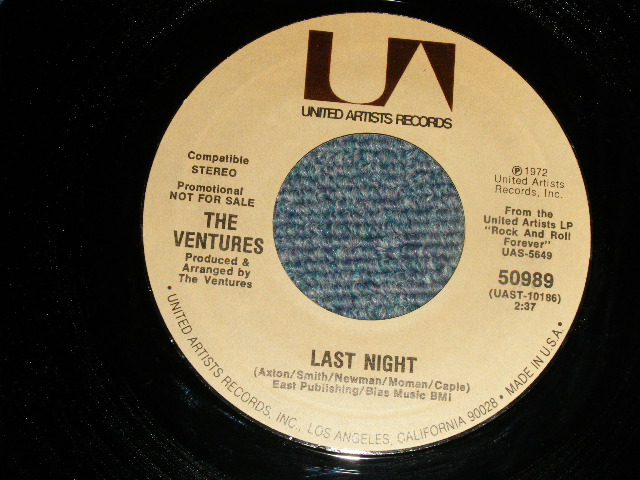 UA
UNITED ARTISTS RECORDS
Compatible
STEREO
Promotional
NOT FOR SALE
THE
VENTURES
Produced &
Arranged by
The Ventures
℗ 1972
United Artists
Records, Inc.
From the
United Artists LP
"Rock And Roll
Forever"
UAS-5649
50989
(UAST-10186)
2:37
LAST NIGHT
(Axton/Smith/Newman/Moman/Caple)
East Publishing/Bias Music BMI
• UNITED ARTISTS RECORDS, INC., LOS ANGELES, CALIFORNIA 90028 • MADE IN U.S.A. •